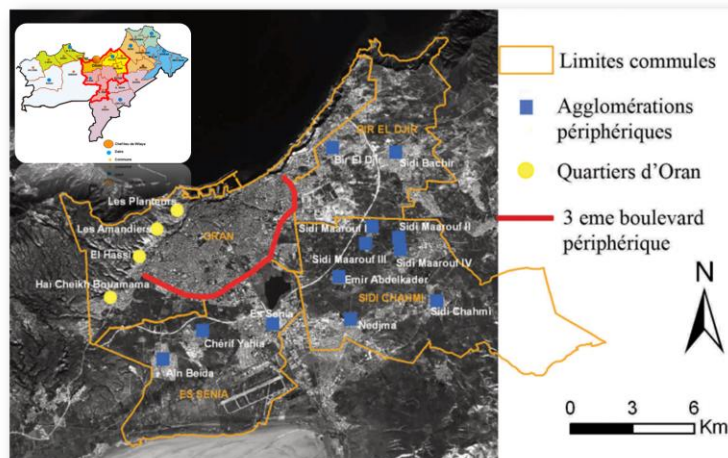 Limites commules
Agglomérations
périphériques
Quartiers d'Oran
3 eme boulevard
périphérique
N
0 3 6
Km
BIR EL DJIR
Bir El Djir
Sidi Bachir
Les Planteurs
Les Amandiers
ORAN
El Hassi
Hai Cheikh Bouamama
Sidi Maarouf I
Sidi Maarouf II
Sidi Maarouf III
Sidi Maarouf IV
Emir Abdelkader
SIDI CHAHMI
Sidi Chahmi
Nedjma
Es Senia
Chérif Yahia
Ain Beida
ES SENIA